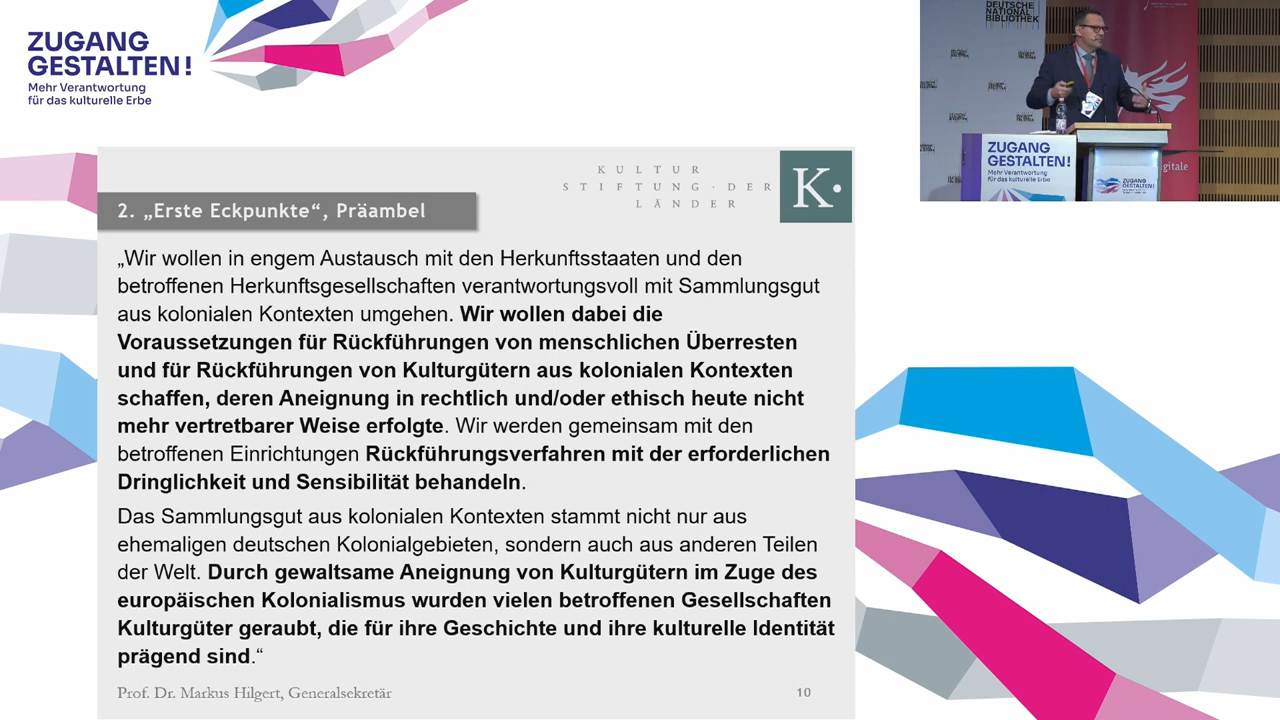 ZUGANG
GESTALTEN!
Mehr Verantwortung
für das kulturelle Erbe
DEUTSCHE
NATIONAL
BIBLIOTHEK
ZUGANG
GESTALTEN!
Mehr Verantwortung
für das kulturelle Erbe
ZUGANG
GESTALTEN!
gitale
KULTUR
STIFTUNG · DER
LÄNDER
K·
2. „Erste Eckpunkte“, Präambel
„Wir wollen in engem Austausch mit den Herkunftsstaaten und den
betroffenen Herkunftsgesellschaften verantwortungsvoll mit Sammlungsgut
aus kolonialen Kontexten umgehen. Wir wollen dabei die
Voraussetzungen für Rückführungen von menschlichen Überresten
und für Rückführungen von Kulturgütern aus kolonialen Kontexten
schaffen, deren Aneignung in rechtlich und/oder ethisch heute nicht
mehr vertretbarer Weise erfolgte. Wir werden gemeinsam mit den
betroffenen Einrichtungen Rückführungsverfahren mit der erforderlichen
Dringlichkeit und Sensibilität behandeln.
Das Sammlungsgut aus kolonialen Kontexten stammt nicht nur aus
ehemaligen deutschen Kolonialgebieten, sondern auch aus anderen Teilen
der Welt. Durch gewaltsame Aneignung von Kulturgütern im Zuge des
europäischen Kolonialismus wurden vielen betroffenen Gesellschaften
Kulturgüter geraubt, die für ihre Geschichte und ihre kulturelle Identität
prägend sind.“
Prof. Dr. Markus Hilgert, Generalsekretär
10